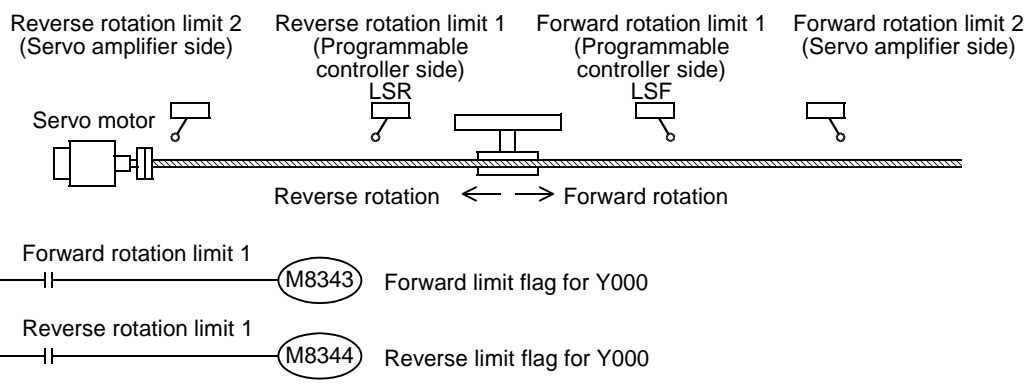 Reverse rotation limit 2
(Servo amplifier side)
Reverse rotation limit 1
(Programmable
controller side)
LSR
Forward rotation limit 1
(Programmable
controller side)
LSF
Forward rotation limit 2
(Servo amplifier side)
Servo motor
Reverse rotation
Forward rotation
Forward rotation limit 1
M8343
Forward limit flag for Y000
Reverse rotation limit 1
M8344
Reverse limit flag for Y000